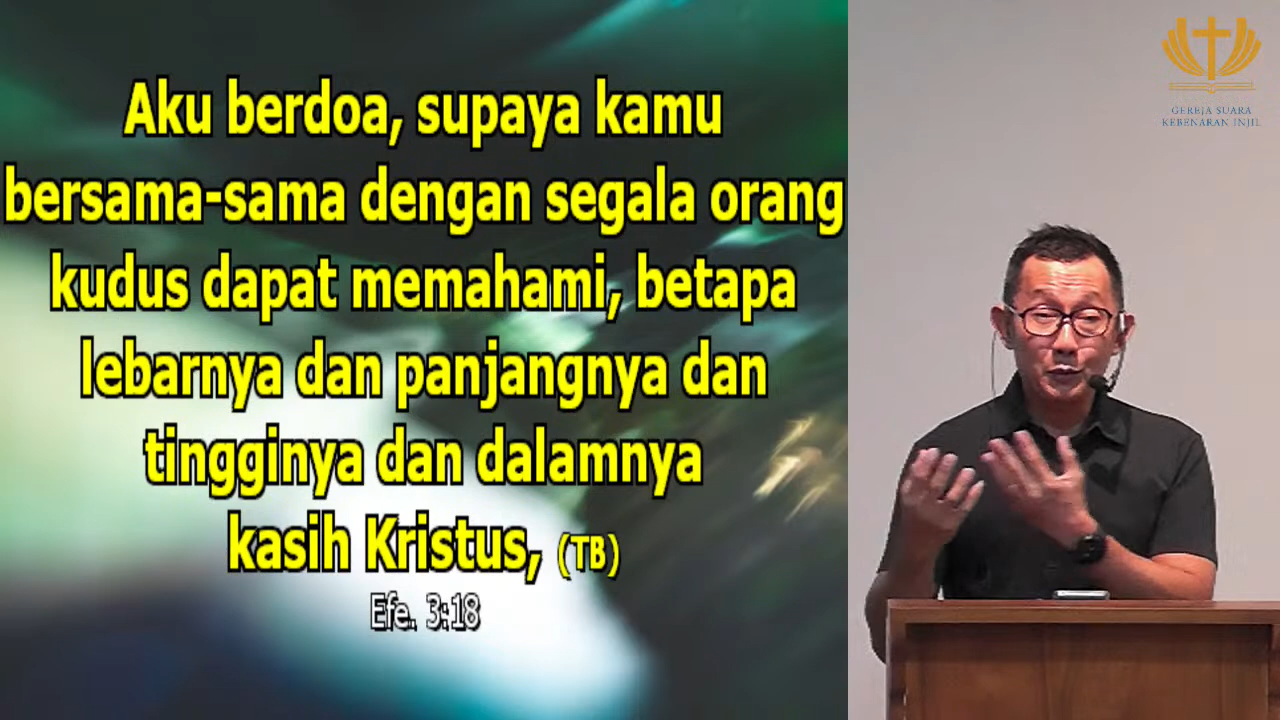 Aku berdoa, supaya kamu
bersama-sama dengan segala orang
kudus dapat memahami, betapa
lebarnya dan panjangnya dan
tingginya dan dalamnya
kasih Kristus, (TB)
Efe. 3:18
GEREJA SUARA
KEBENARAN INJIL